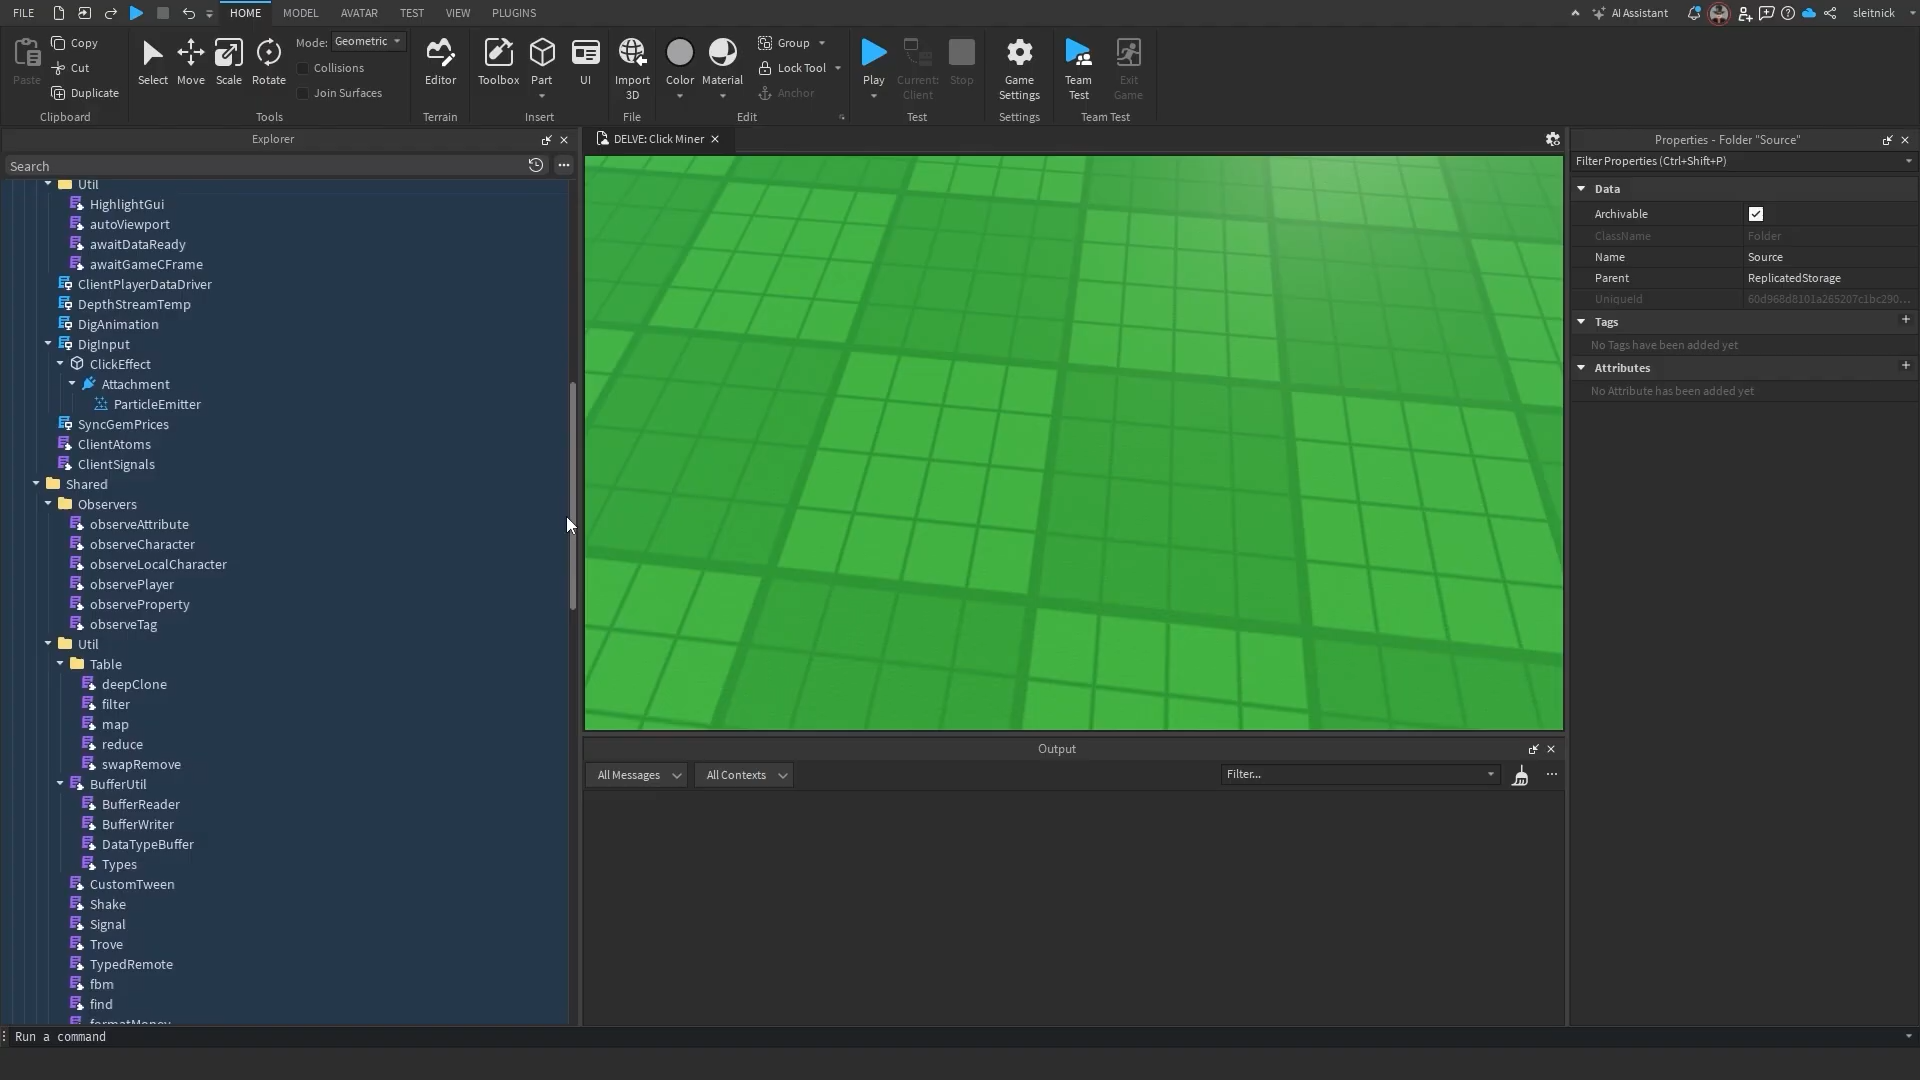 FILE
HOME
MODEL
AVATAR
TEST
VIEW
PLUGINS
AI Assistant
sleitnick
Paste
Copy
Cut
Duplicate
Clipboard
Select
Move
Scale
Rotate
Mode: Geometric
Collisions
Join Surfaces
Tools
Editor
Terrain
Toolbox
Part
UI
Insert
Import
3D
File
Color
Material
Group
Lock Tool
Anchor
Edit
Play
Current:
Client
Stop
Test
Game
Settings
Settings
Team
Test
Exit
Game
Team Test
Explorer
Search
Util
HighlightGui
autoViewport
awaitDataReady
awaitGameCFrame
ClientPlayerDataDriver
DepthStreamTemp
DigAnimation
DigInput
ClickEffect
Attachment
ParticleEmitter
SyncGemPrices
ClientAtoms
ClientSignals
Shared
Observers
observeAttribute
observeCharacter
observeLocalCharacter
observePlayer
observeProperty
observeTag
Util
Table
deepClone
filter
map
reduce
swapRemove
BufferUtil
BufferReader
BufferWriter
DataTypeBuffer
Types
CustomTween
Shake
Signal
Trove
TypedRemote
fbm
find
formatMoney
DELVE: Click Miner
Output
All Messages
All Contexts
Filter...
Properties - Folder "Source"
Filter Properties (Ctrl+Shift+P)
Data
Archivable
ClassName Folder
Name Source
Parent ReplicatedStorage
UniqueId 60d968d8101a265207c1bc290...
Tags
No Tags have been added yet
Attributes
No Attribute has been added yet
Run a command